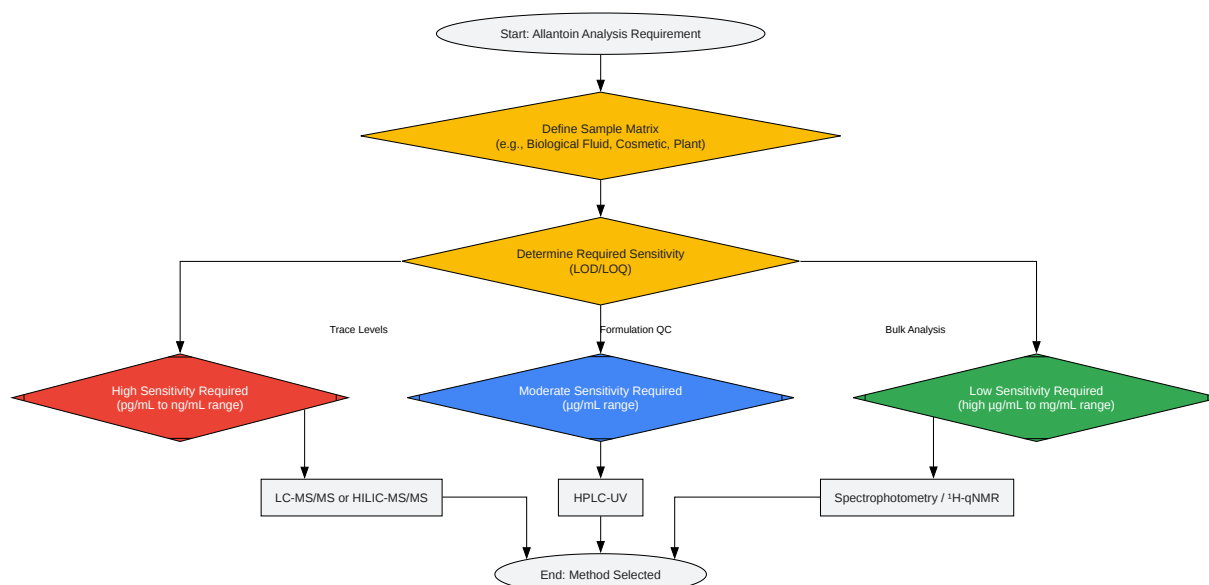 Start: Allantoin Analysis Requirement
Define Sample Matrix
(e.g., Biological Fluid, Cosmetic, Plant)
Determine Required Sensitivity
(LOD/LOQ)
Trace Levels
Formulation QC
Bulk Analysis
High Sensitivity Required
(pg/mL to ng/mL range)
Moderate Sensitivity Required
(µg/mL range)
Low Sensitivity Required
(high µg/mL to mg/mL range)
LC-MS/MS or HILIC-MS/MS
HPLC-UV
Spectrophotometry / ¹H-qNMR
End: Method Selected